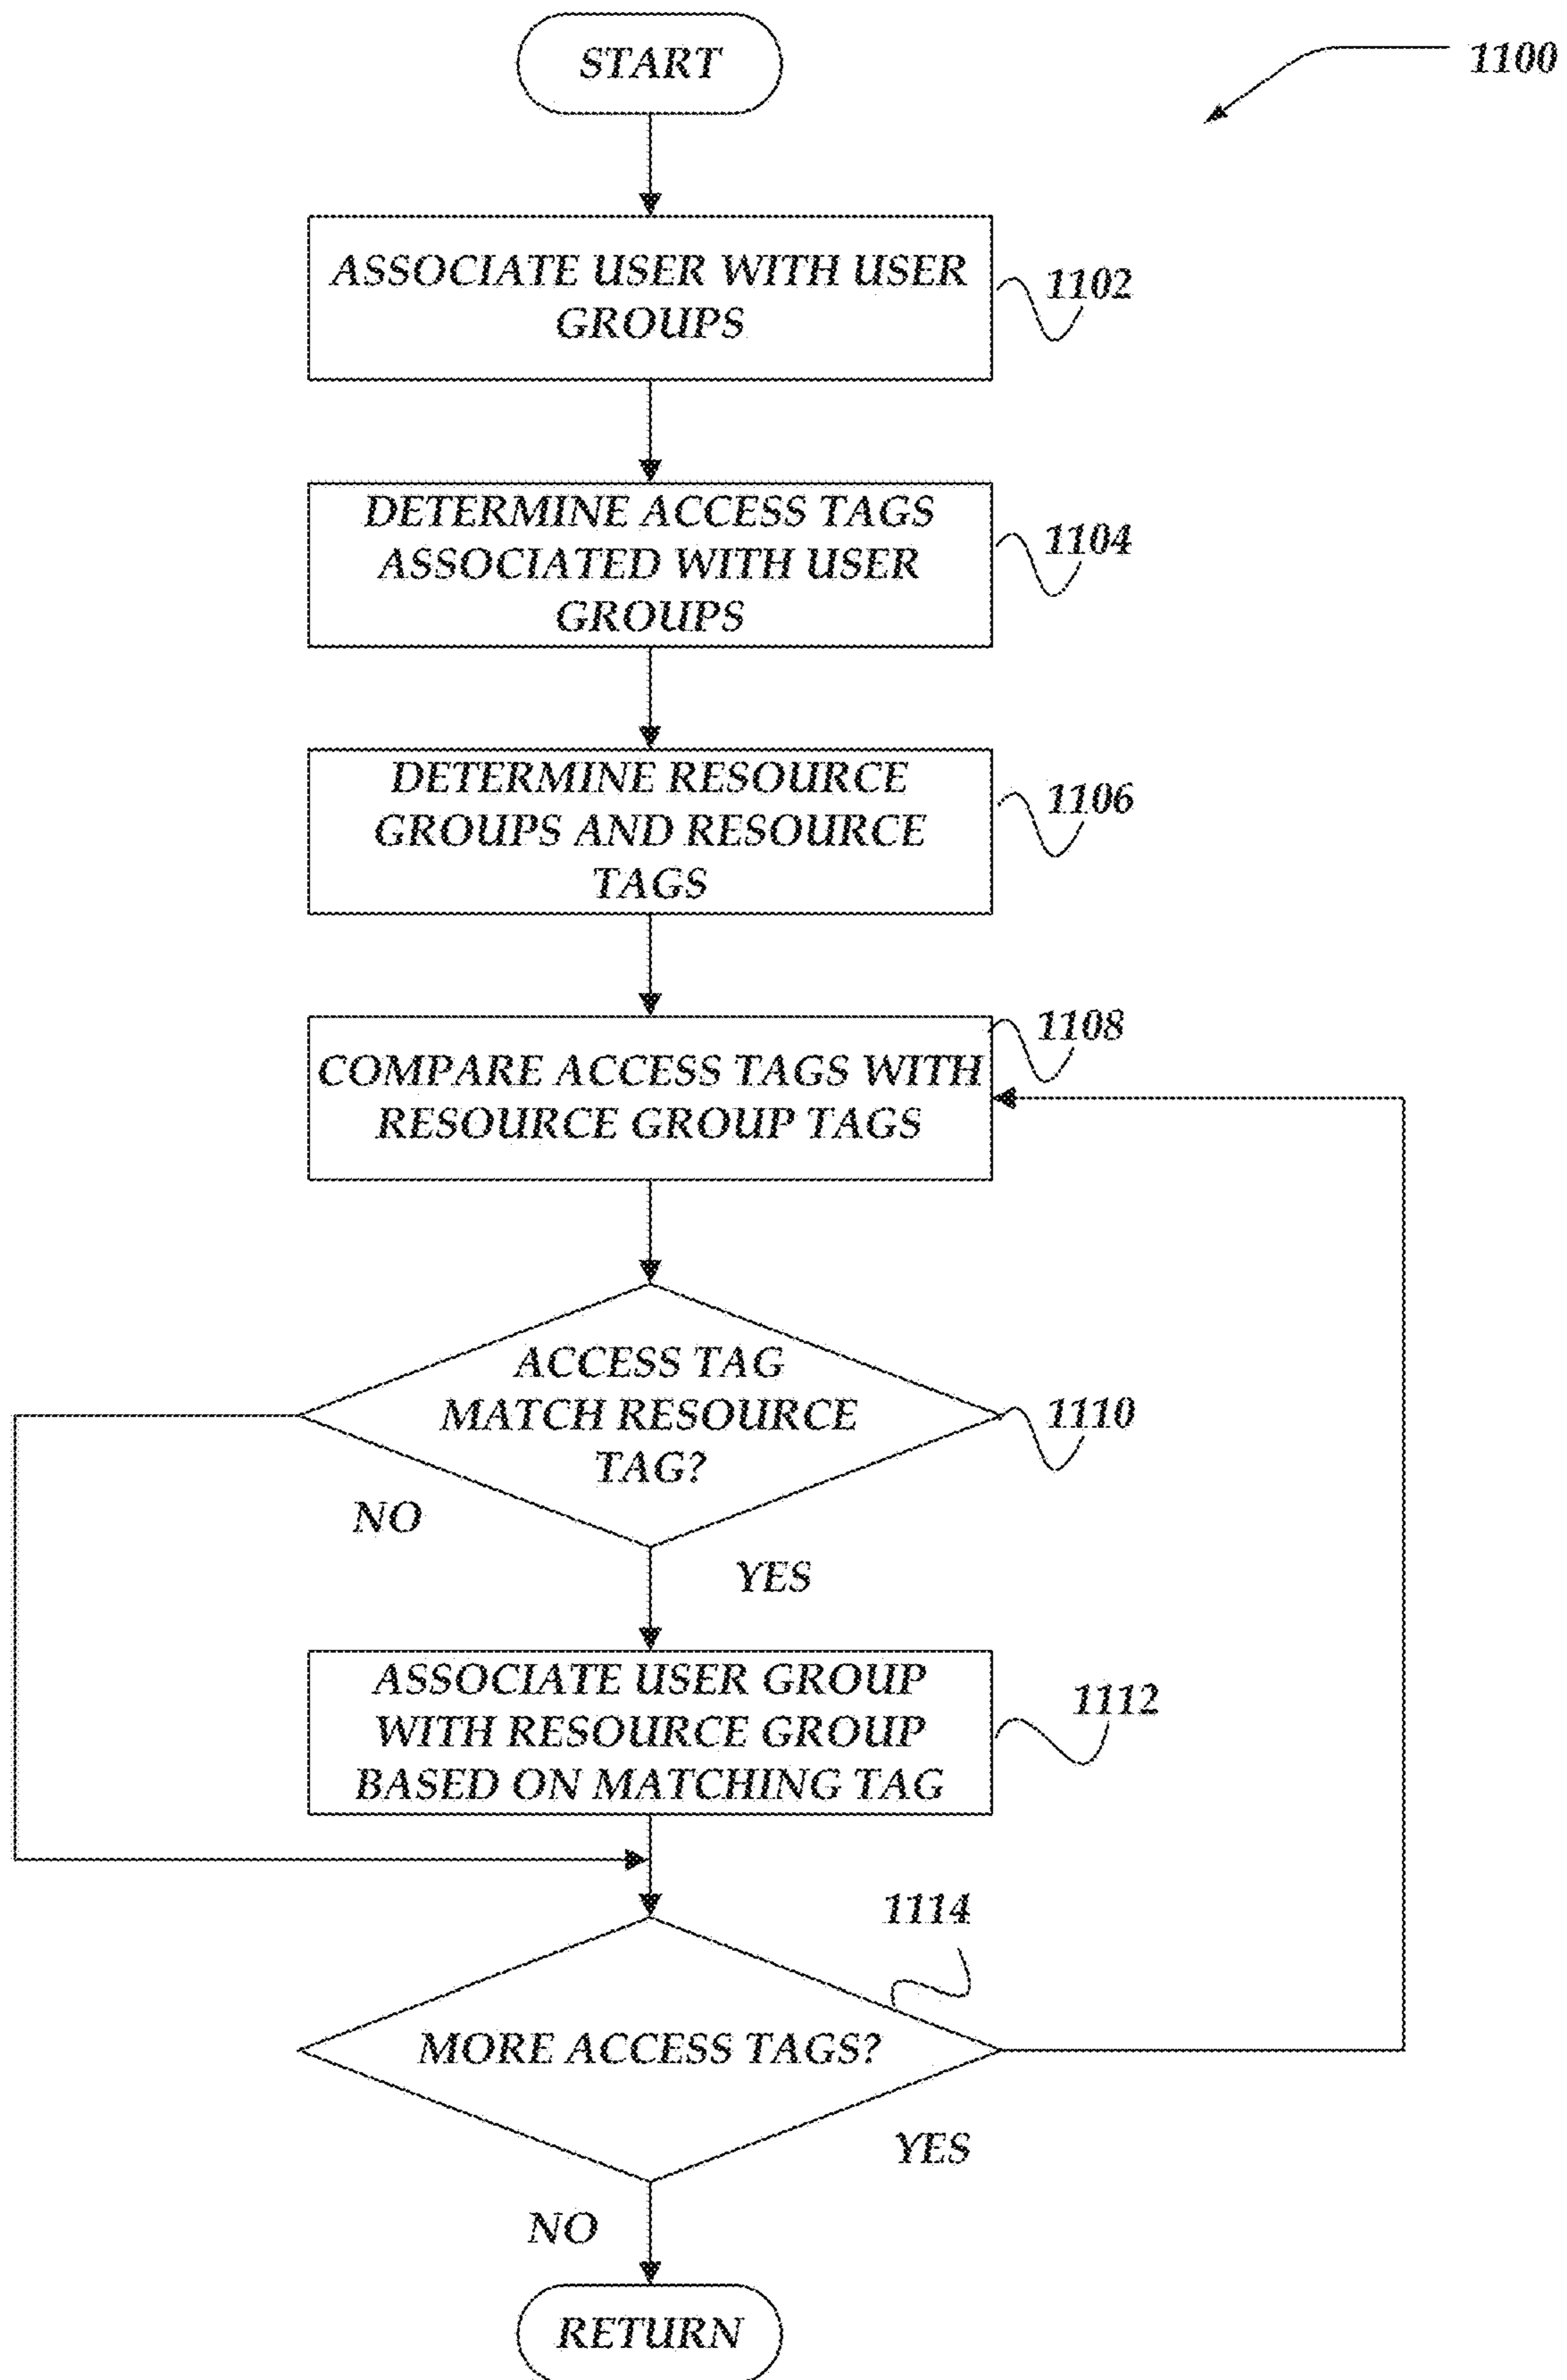 START
1100
ASSOCIATE USER WITH USER
GROUPS
1102
DETERMINE ACCESS TAGS
ASSOCIATED WITH USER
GROUPS
1104
DETERMINE RESOURCE
GROUPS AND RESOURCE
TAGS
1106
COMPARE ACCESS TAGS WITH
RESOURCE GROUP TAGS
1108
ACCESS TAG
MATCH RESOURCE
TAG?
1110
NO
YES
ASSOCIATE USER GROUP
WITH RESOURCE GROUP
BASED ON MATCHING TAG
1112
1114
MORE ACCESS TAGS?
YES
NO
RETURN